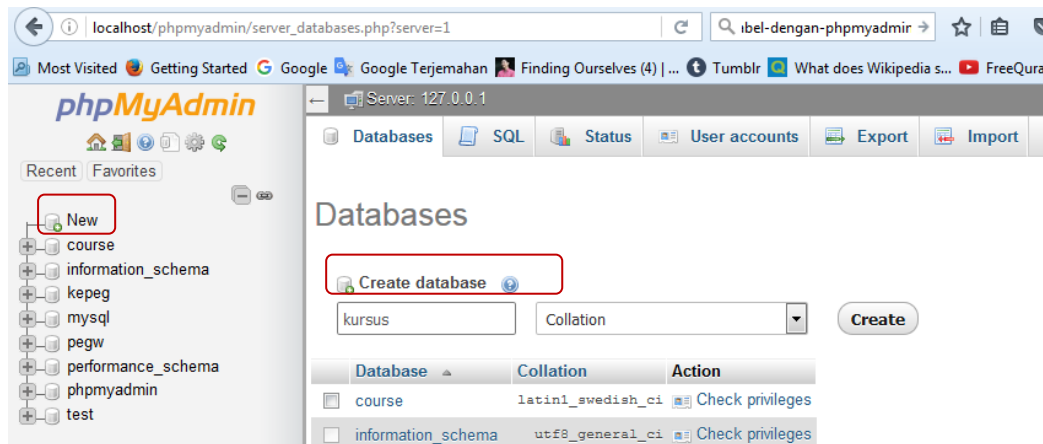 localhost/phpmyadmin/server_databases.php?server=1
ibel-dengan-phpmyadmir
Most Visited Getting Started Google Google Terjemahan Finding Ourselves (4) | ... Tumblr What does Wikipedia s... FreeQura
phpMyAdmin
Recent Favorites
New
course
information_schema
kepeg
mysql
pegw
performance_schema
phpmyadmin
test
Server: 127.0.0.1
Databases SQL Status User accounts Export Import
Databases
Create database
kursus Collation Create
Database Collation Action
course latin1_swedish_ci Check privileges
information_schema utf8_general_ci Check privileges